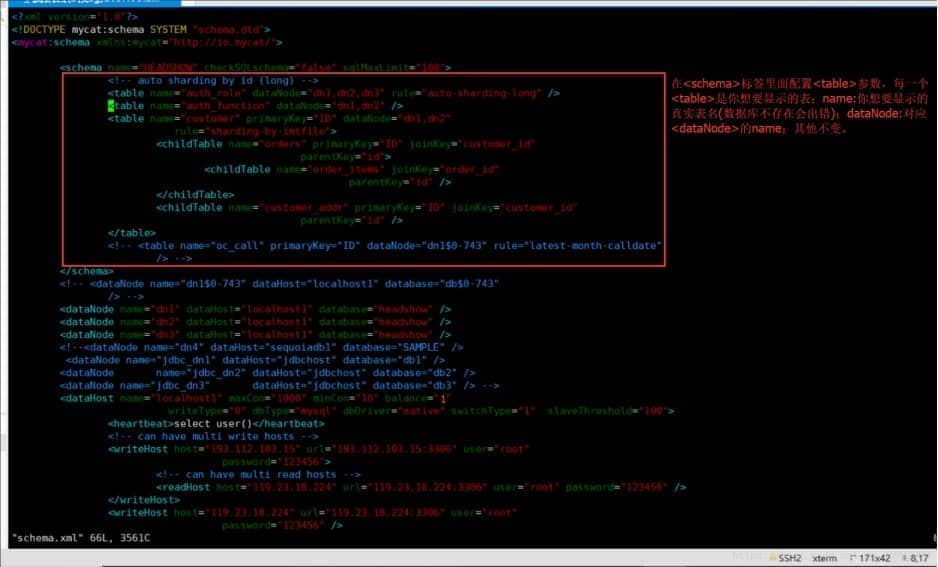 <?xml version="1.0"?>
<!DOCTYPE mycat:schema SYSTEM "schema.dtd">
<mycat:schema xmlns:mycat="http://io.mycat/">
<schema name="HEADSHOW" checkSQLschema="false" sqlMaxLimit="100">
<!-- auto sharding by id (long) -->
<table name="auth_role" dataNode="dn1,dn2,dn3" rule="auto-sharding-long" />
<table name="auth_function" dataNode="dn1,dn2" />
<table name="customer" primaryKey="ID" dataNode="dn1,dn2"
rule="sharding-by-intfile">
<childTable name="orders" primaryKey="ID" joinKey="customer_id"
parentKey="id">
<childTable name="order_items" joinKey="order_id"
parentKey="id" />
</childTable>
<childTable name="customer_addr" primaryKey="ID" joinKey="customer_id"
parentKey="id" />
</table>
<!-- <table name="oc_call" primaryKey="ID" dataNode="dn1$0-743" rule="latest-month-calldate"
/> -->
在<schema>标签里面配置<table>参数，每一个
<table>是你想要显示的表；name:你想要显示的
真实表名(数据库不存在会出错)；dataNode:对应
<dataNode>的name；其他不变。
</schema>
<!-- <dataNode name="dn1$0-743" dataHost="localhost1" database="db$0-743"
/> -->
<dataNode name="dn1" dataHost="localhost1" database="headshow" />
<dataNode name="dn2" dataHost="localhost1" database="headshow" />
<dataNode name="dn3" dataHost="localhost1" database="headshow" />
<!--<dataNode name="dn4" dataHost="sequoiadb1" database="SAMPLE" />
<dataNode name="jdbc_dn1" dataHost="jdbchost" database="db1" />
<dataNode name="jdbc_dn2" dataHost="jdbchost" database="db2" />
<dataNode name="jdbc_dn3" dataHost="jdbchost" database="db3" /> -->
<dataHost name="localhost1" maxCon="1000" minCon="10" balance="1"
writeType="0" dbType="mysql" dbDriver="native" switchType="1" slaveThreshold="100">
<heartbeat>select user()</heartbeat>
<!-- can have multi write hosts -->
<writeHost host="193.112.103.15" url="193.112.103.15:3306" user="root"
password="123456">
<!-- can have multi read hosts -->
<readHost host="119.23.18.224" url="119.23.18.224:3306" user="root" password="123456" />
</writeHost>
<writeHost host="119.23.18.224" url="119.23.18.224:3306" user="root"
password="123456" />
"schema.xml" 66L, 3561C
SSH2 xterm 171x42 8,17